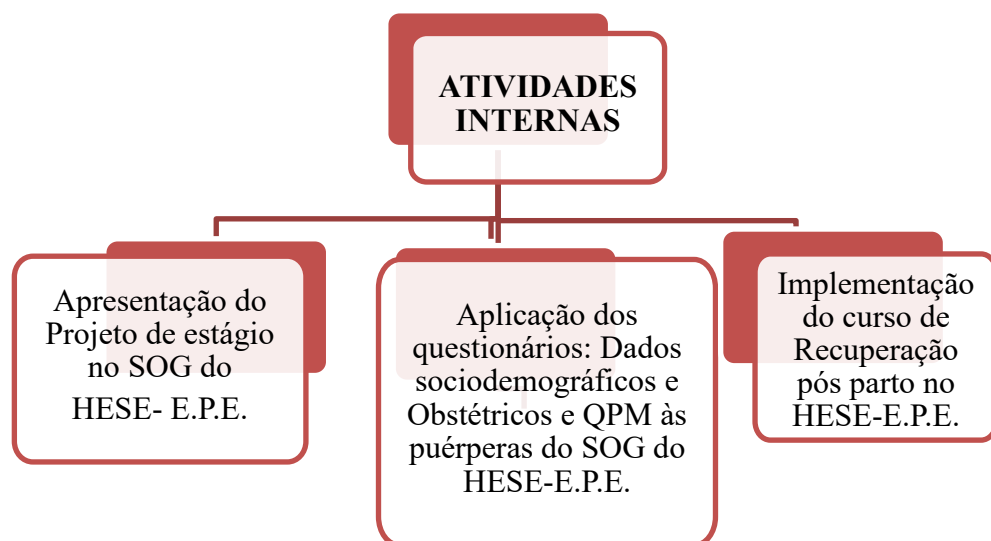 ATIVIDADES
INTERNAS
Apresentação do
Projeto de estágio
no SOG do
HESE- E.P.E.
Aplicação dos
questionários: Dados
sociodemográficos e
Obstétricos e QPM às
puérperas do SOG do
HESE-E.P.E.
Implementação
do curso de
Recuperação
pós parto no
HESE-E.P.E.